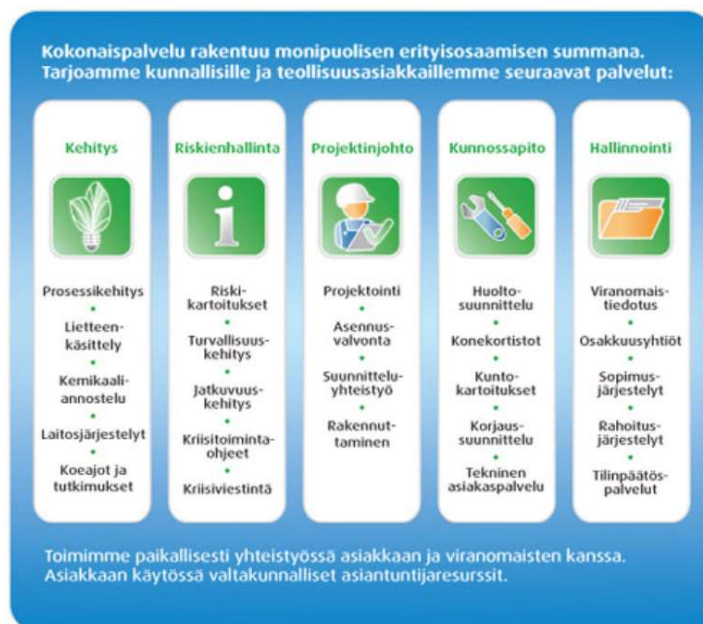 Kokonaispalvelu rakentuu monipuolisen erityisosaamisen summana.
Tarjoamme kunnallisille ja teollisuusasiakkaillemme seuraavat palvelut:
Kehitys
Prosessikehitys
Lietteen-
käsittely
Kemikaali-
annostelu
Laitosjärjestelyt
Koeajot ja
tutkimukset
Riskienhallinta
Riski-
kartoitukset
Turvallisuus-
kehitys
Jatkuvuus-
kehitys
Kriisitoiminta-
ohjeet
Kriisiviestintä
Projektinjohto
Projektointi
Asennus-
valvonta
Suunnittelu-
yhteistyö
Rakennut-
taminen
Kunnossapito
Huolto-
suunnittelu
Konekortistot
Kunto-
kartoitukset
Korjaus-
suunnittelu
Tekninen
asiakaspalvelu
Hallinnointi
Viranomais-
tiedotus
Osakkuusyhtiöt
Sopimus-
järjestelyt
Rahoitus-
järjestelyt
Tilinpäätös-
palvelut
Toimimme paikallisesti yhteistyössä asiakkaan ja viranomaisten kanssa.
Asiakkaan käytössä valtakunnalliset asiantuntijaresurssit.